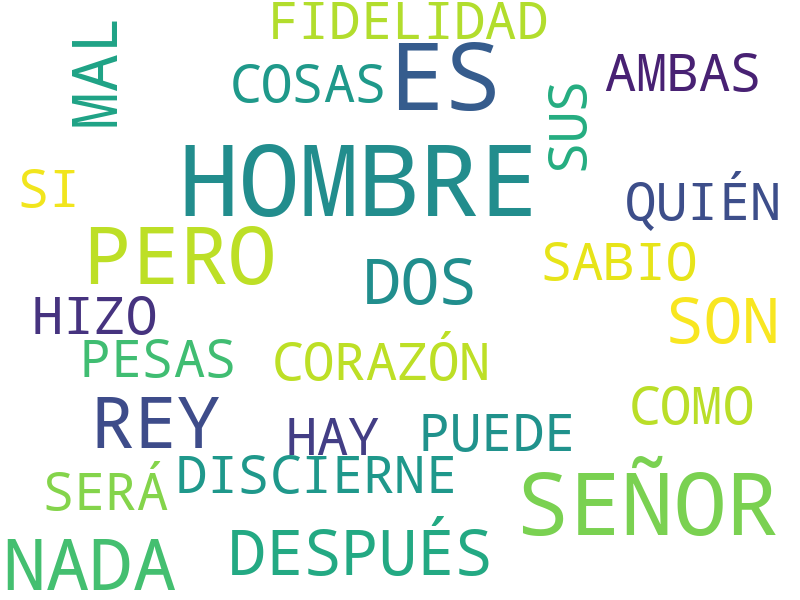 FIDELIDAD
MAL
COSAS
ES
AMBAS
SUS
HOMBRE
SI
QUIÉN
PERO
DOS
SABIO
HIZO
SON
PESAS
CORAZÓN
REY
HAY
PUEDE
COMO
SERÁ
DISCIERNE
SEÑOR
NADA
DESPUÉS